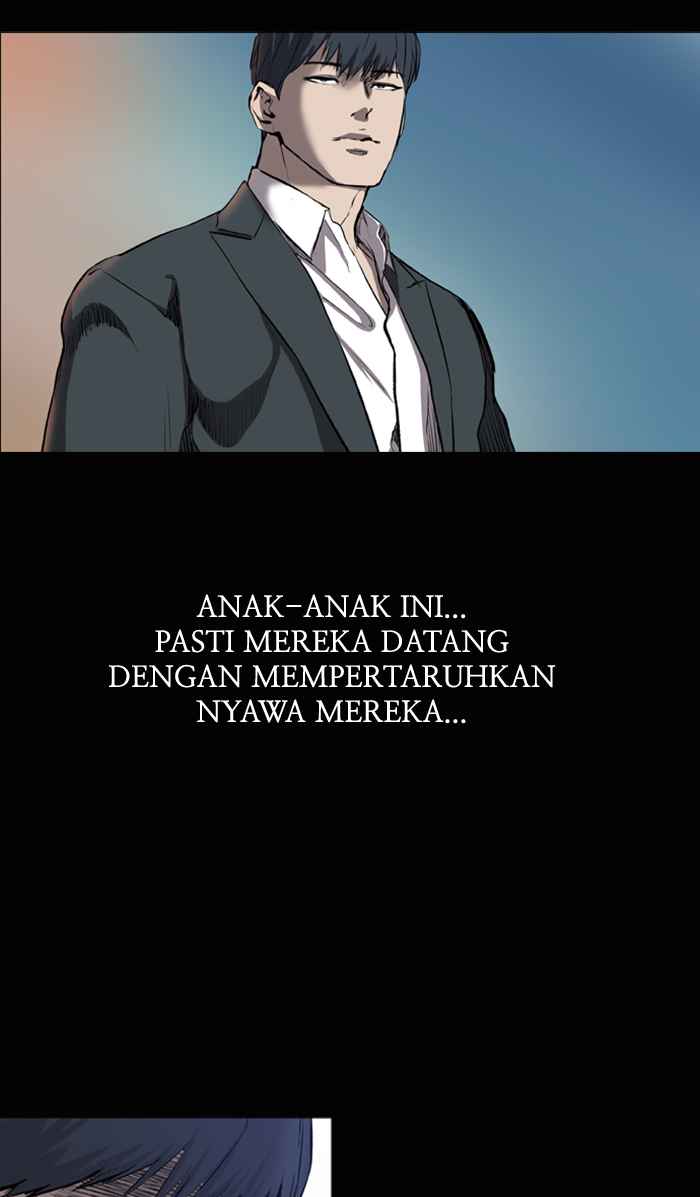 ANAK-ANAK INI...
PASTI MEREKA DATANG
DENGAN MEMPERTARUHKAN
NYAWA MEREKA...